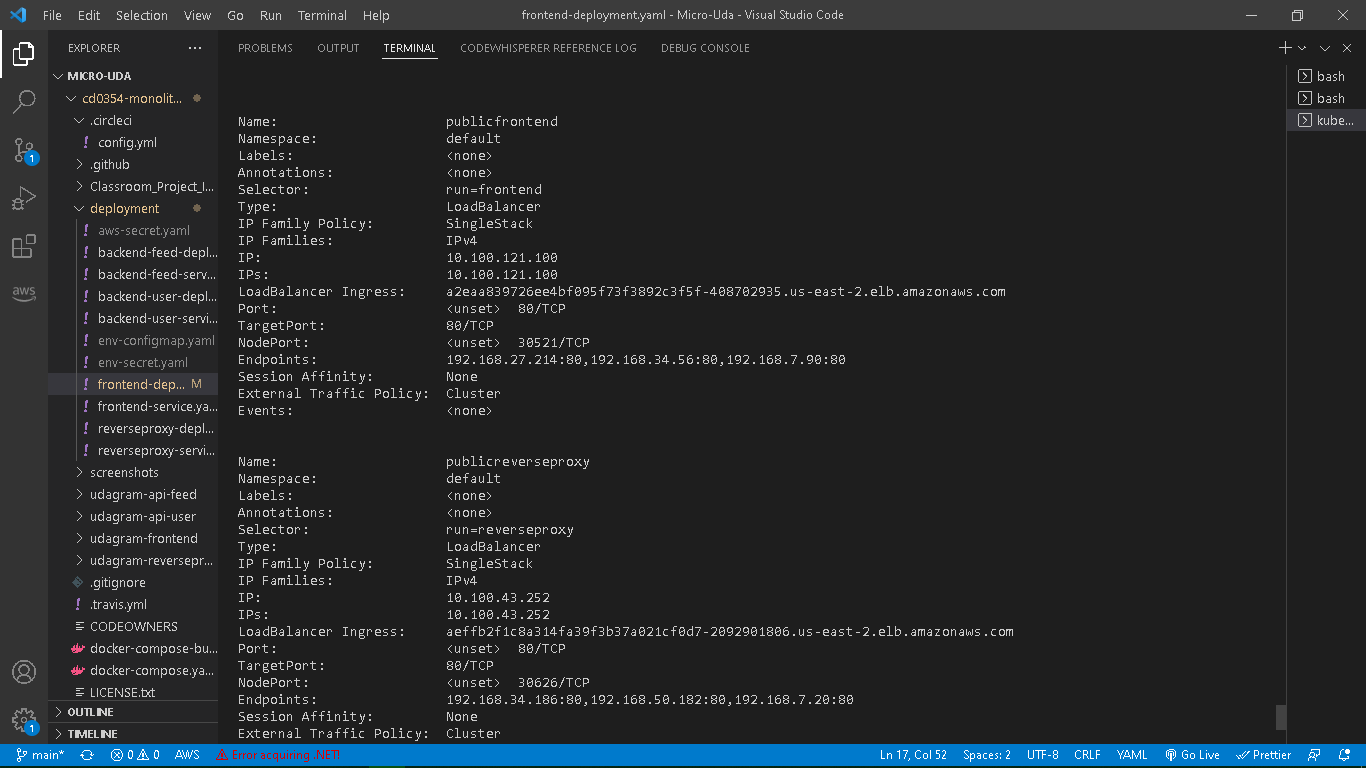 File Edit Selection View Go Run Terminal Help
frontend-deployment.yaml - Micro-Uda - Visual Studio Code
EXPLORER
MICRO-UDA
cd0354-monolit...
.circleci
! config.yml
.github
Classroom_Project_I...
deployment
! aws-secret.yaml
! backend-feed-depl...
! backend-feed-serv...
! backend-user-depl...
! backend-user-servi...
! env-configmap.yaml
! env-secret.yaml
! frontend-dep... M
! frontend-service.ya...
! reverseproxy-depl...
! reverseproxy-servi...
screenshots
udagram-api-feed
udagram-api-user
udagram-frontend
udagram-reversepr...
.gitignore
! .travis.yml
CODEOWNERS
docker-compose-bu...
docker-compose.ya...
LICENSE.txt
OUTLINE
TIMELINE
1
aws
1
PROBLEMS OUTPUT TERMINAL CODEWHISPERER REFERENCE LOG DEBUG CONSOLE
Name: publicfrontend
Namespace: default
Labels: <none>
Annotations: <none>
Selector: run=frontend
Type: LoadBalancer
IP Family Policy: SingleStack
IP Families: IPv4
IP: 10.100.121.100
IPs: 10.100.121.100
LoadBalancer Ingress: a2eaa839726ee4bf095f73f3892c3f5f-408702935.us-east-2.elb.amazonaws.com
Port: <unset> 80/TCP
TargetPort: 80/TCP
NodePort: <unset> 30521/TCP
Endpoints: 192.168.27.214:80,192.168.34.56:80,192.168.7.90:80
Session Affinity: None
External Traffic Policy: Cluster
Events: <none>
Name: publicreverseproxy
Namespace: default
Labels: <none>
Annotations: <none>
Selector: run=reverseproxy
Type: LoadBalancer
IP Family Policy: SingleStack
IP Families: IPv4
IP: 10.100.43.252
IPs: 10.100.43.252
LoadBalancer Ingress: aeffb2f1c8a314fa39f3b37a021cf0d7-2092901806.us-east-2.elb.amazonaws.com
Port: <unset> 80/TCP
TargetPort: 80/TCP
NodePort: <unset> 30626/TCP
Endpoints: 192.168.34.186:80,192.168.50.182:80,192.168.7.20:80
Session Affinity: None
External Traffic Policy: Cluster
bash
bash
kube...
main* 0 0 AWS Error acquiring .NET! Ln 17, Col 52 Spaces: 2 UTF-8 CRLF YAML Go Live Prettier